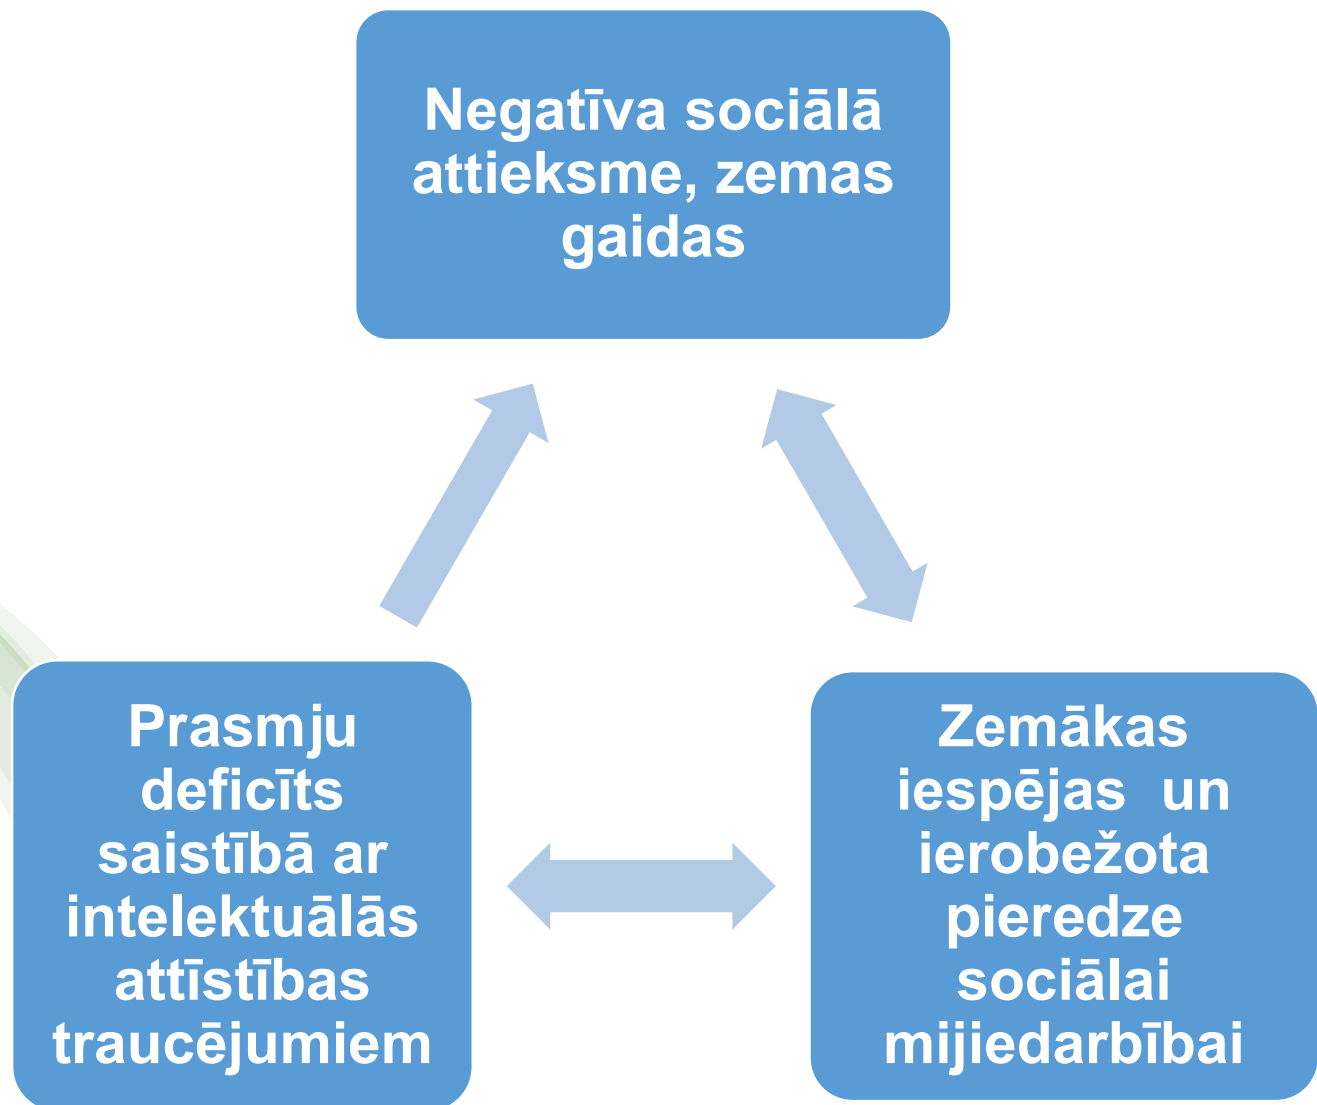 Negatīva sociālā
attieksme, zemas
gaidas
Prasmju
deficīts
saistībā ar
intelektuālās
attīstības
traucējumiem
Zemākas
iespējas un
ierobežota
pieredze
sociālai
mijiedarbībai